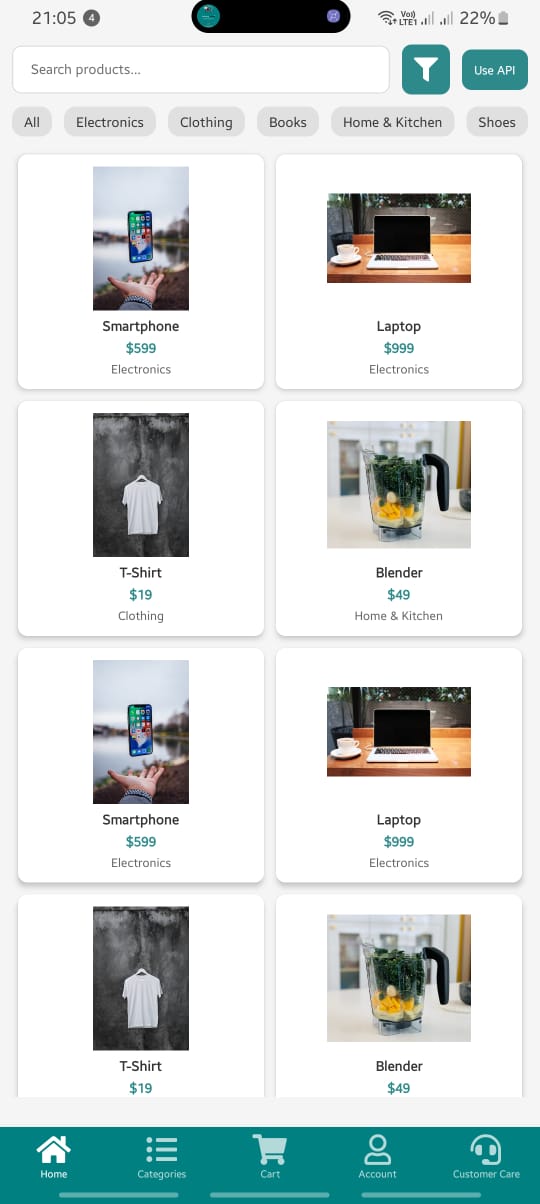 21:05 4 Vo) LTE1 22%
Search products...
Use API
All Electronics Clothing Books Home & Kitchen Shoes
Smartphone Laptop
$599 $999
Electronics Electronics
T-Shirt Blender
$19 $49
Clothing Home & Kitchen
Smartphone Laptop
$599 $999
Electronics Electronics
T-Shirt Blender
$19 $49
Home Categories Cart Account Customer Care